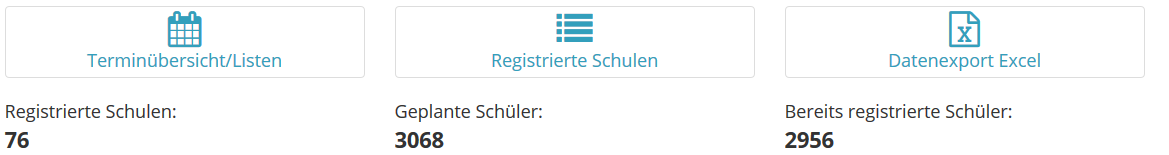 Terminübersicht/Listen
Registrierte Schulen
Datenexport Excel
Registrierte Schulen:
76
Geplante Schüler:
3068
Bereits registrierte Schüler:
2956